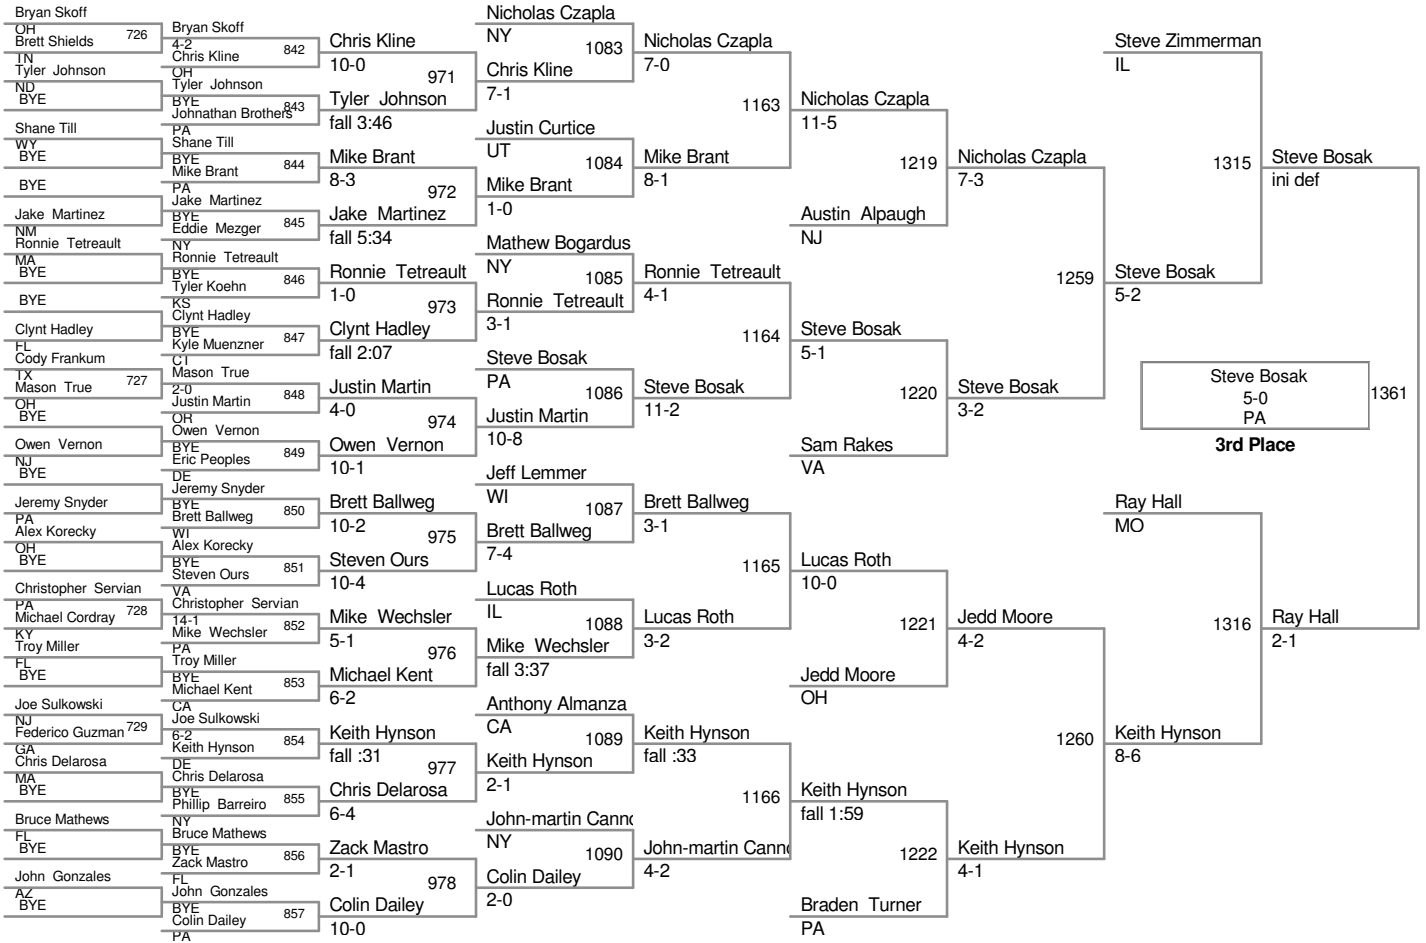 Bryan Skoff
OH
Brett Shields
726
TN
Tyler Johnson
ND
BYE
Shane Till
WY
BYE
BYE
Jake Martinez
NM
Ronnie Tetreault
MA
BYE
BYE
Clynt Hadley
FL
Cody Frankum
TX
727
Mason True
OH
BYE
Owen Vernon
NJ
BYE
Jeremy Snyder
PA
Alex Korecky
OH
BYE
Christopher Servian
PA
Michael Cordray
728
KY
Troy Miller
FL
BYE
Joe Sulkowski
NJ
Federico Guzman
729
GA
Chris Delarosa
MA
BYE
Bruce Mathews
FL
BYE
John Gonzales
AZ
BYE
Bryan Skoff
4-2
842
Chris Kline
OH
Tyler Johnson
BYE
843
Johnathan Brothers
PA
Shane Till
BYE
844
Mike Brant
PA
Jake Martinez
BYE
845
Eddie Mezger
NY
Ronnie Tetreault
BYE
846
Tyler Koehn
KS
Clynt Hadley
BYE
847
Kyle Muenzner
CT
Mason True
2-0
848
Justin Martin
OR
Owen Vernon
BYE
849
Eric Peoples
DE
Jeremy Snyder
BYE
850
Brett Ballweg
WI
Alex Korecky
BYE
851
Steven Ours
VA
Christopher Servian
14-1
852
Mike Wechsler
PA
Troy Miller
BYE
853
Michael Kent
CA
Joe Sulkowski
6-2
854
Keith Hynson
DE
Chris Delarosa
BYE
855
Phillip Barreiro
NY
Bruce Mathews
BYE
856
Zack Mastro
FL
John Gonzales
BYE
857
Colin Dailey
PA
Chris Kline
10-0
971
Tyler Johnson
fall 3:46
Mike Brant
8-3
972
Jake Martinez
fall 5:34
Ronnie Tetreault
1-0
973
Clynt Hadley
fall 2:07
Justin Martin
4-0
974
Owen Vernon
10-1
Brett Ballweg
10-2
975
Steven Ours
10-4
Mike Wechsler
5-1
976
Michael Kent
6-2
Keith Hynson
fall :31
977
Chris Delarosa
6-4
Zack Mastro
2-1
978
Colin Dailey
10-0
Nicholas Czapla
NY
1083
Chris Kline
7-1
Justin Curtice
UT
1084
Mike Brant
1-0
Mathew Bogardus
NY
1085
Ronnie Tetreault
3-1
Steve Bosak
PA
1086
Justin Martin
10-8
Jeff Lemmer
WI
1087
Brett Ballweg
7-4
Lucas Roth
IL
1088
Mike Wechsler
fall 3:37
Anthony Almanza
CA
1089
Keith Hynson
2-1
John-martin Canno
NY
1090
Colin Dailey
2-0
Nicholas Czapla
7-0
1163
Mike Brant
8-1
Ronnie Tetreault
4-1
1164
Steve Bosak
11-2
Brett Ballweg
3-1
1165
Lucas Roth
3-2
Keith Hynson
fall :33
1166
John-martin Canno
4-2
Nicholas Czapla
11-5
1219
Austin Alpaugh
NJ
Steve Bosak
5-1
1220
Sam Rakes
VA
Lucas Roth
10-0
1221
Jedd Moore
OH
Keith Hynson
fall 1:59
1222
Braden Turner
PA
Nicholas Czapla
7-3
1259
Steve Bosak
3-2
Jedd Moore
4-2
1260
Keith Hynson
4-1
Steve Zimmerman
IL
1315
Steve Bosak
5-2
Ray Hall
MO
1316
Keith Hynson
8-6
Steve Bosak
ini def
1361
Ray Hall
2-1
Steve Bosak
5-0
PA
3rd Place